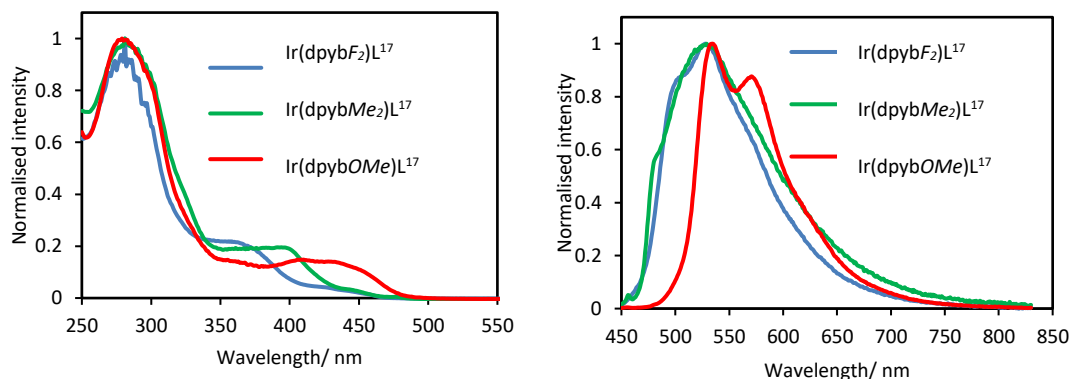 Normalised intensity
1
0.8
0.6
0.4
0.2
0
250 300 350 400 450 500 550
Wavelength/ nm
Ir(dpybF₂)L¹⁷
Ir(dpybMe₂)L¹⁷
Ir(dpybOMe)L¹⁷
Normalised intensity
1
0.8
0.6
0.4
0.2
0
450 500 550 600 650 700 750 800 850
Wavelength/ nm
Ir(dpybF₂)L¹⁷
Ir(dpybMe₂)L¹⁷
Ir(dpybOMe)L¹⁷